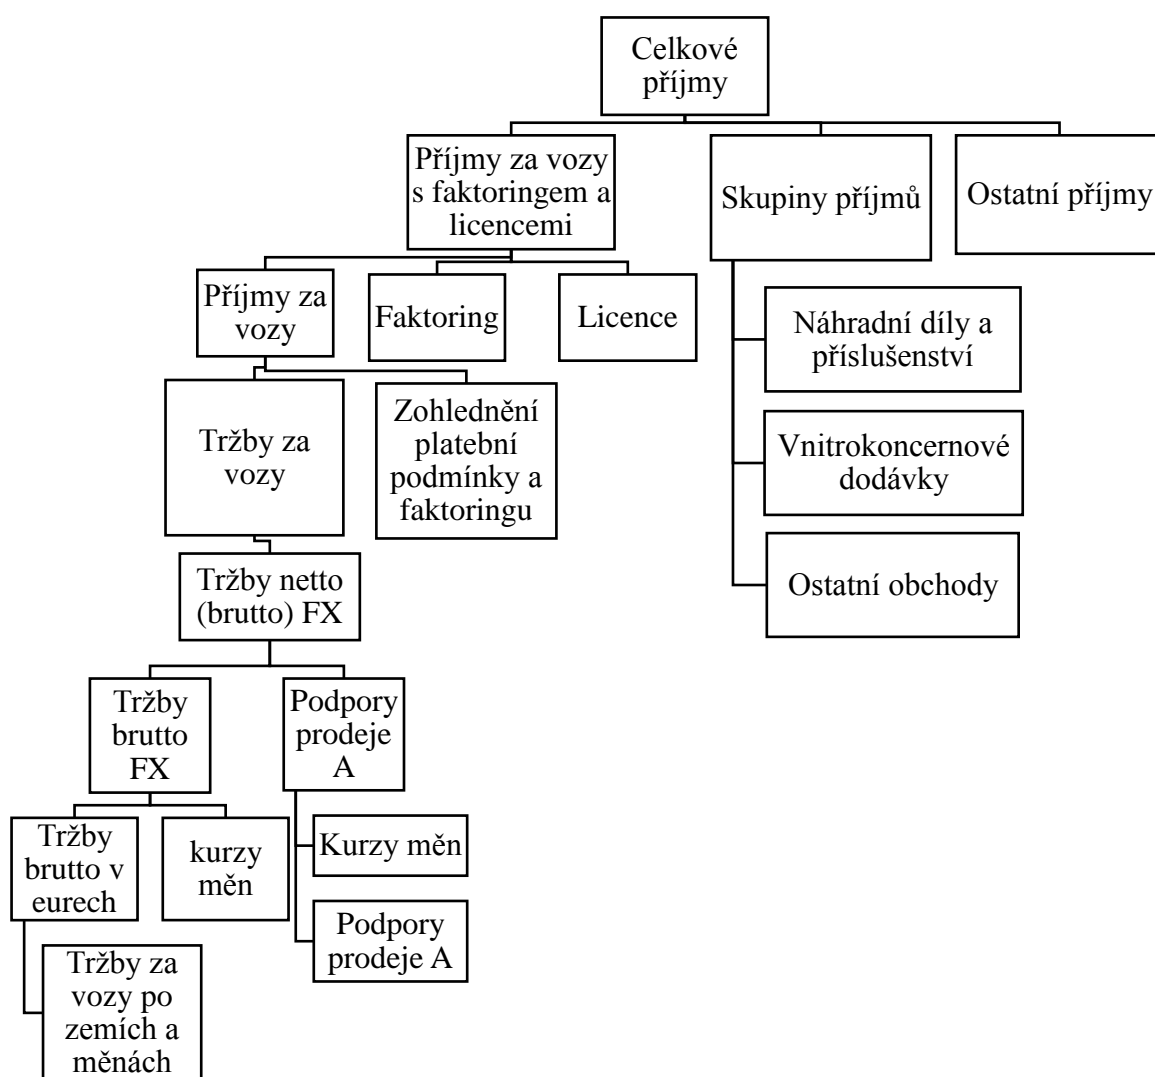 Celkové
příjmy
Příjmy za vozy
s faktoringem a
licencemi
Skupiny příjmů
Ostatní příjmy
Příjmy za
vozy
Faktoring
Licence
Náhradní díly a
příslušenství
Tržby za
vozy
Zohlednění
platební
podmínky a
faktoringu
Vnitrokoncernové
dodávky
Ostatní obchody
Tržby netto
(brutto) FX
Tržby
brutto
FX
Podpory
prodeje
A
Tržby
brutto v
eurech
kurzy
měn
Kurzy měn
Podpory
prodeje A
Tržby za
vozy po
zemích a
měnách